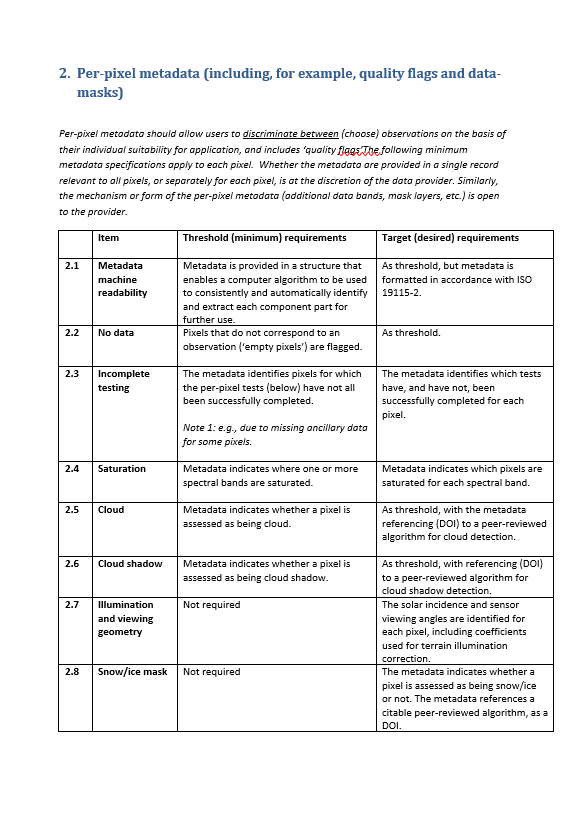 2. Per-pixel metadata (including, for example, quality flags and data-
masks)
Per-pixel metadata should allow users to discriminate between (choose) observations on the basis of
their individual suitability for application, and includes ‘quality flags’The following minimum
metadata specifications apply to each pixel.  Whether the metadata are provided in a single record
relevant to all pixels, or separately for each pixel, is at the discretion of the data provider. Similarly,
the mechanism or form of the per-pixel metadata (additional data bands, mask layers, etc.) is open
to the provider.
Item Threshold (minimum) requirements Target (desired) requirements
2.1 Metadata machine readability
Metadata is provided in a structure that
enables a computer algorithm to be used
to consistently and automatically identify
and extract each component part for
further use.
As threshold, but metadata is
formatted in accordance with ISO
19115-2.
2.2 No data
Pixels that do not correspond to an
observation (‘empty pixels’) are flagged.
As threshold.
2.3 Incomplete testing
The metadata identifies pixels for which
the per-pixel tests (below) have not all
been successfully completed.
Note 1: e.g., due to missing ancillary data
for some pixels.
The metadata identifies which tests
have, and have not, been
successfully completed for each
pixel.
2.4 Saturation
Metadata indicates where one or more
spectral bands are saturated.
Metadata indicates which pixels are
saturated for each spectral band.
2.5 Cloud
Metadata indicates whether a pixel is
assessed as being cloud.
As threshold, with the metadata
referencing (DOI) to a peer-reviewed
algorithm for cloud detection.
2.6 Cloud shadow
Metadata indicates whether a pixel is
assessed as being cloud shadow.
As threshold, with referencing (DOI)
to a peer-reviewed algorithm for
cloud shadow detection.
2.7 Illumination and viewing geometry
Not required
The solar incidence and sensor
viewing angles are identified for
each pixel, including coefficients
used for terrain illumination
correction.
2.8 Snow/ice mask
Not required
The metadata indicates whether a
pixel is assessed as being snow/ice
or not. The metadata references a
citable peer-reviewed algorithm, as a
DOI.